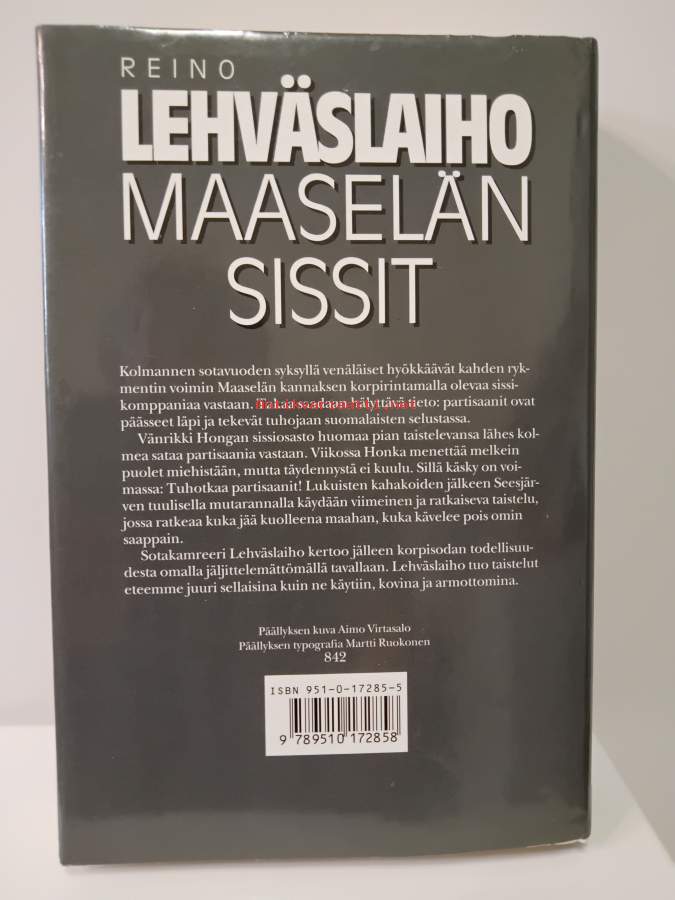 REINO
LEHVÄSLAIHO
MAASELÄN
SISSIT
Kolmannen sotavuoden syksyllä venäläiset hyökkäävät kahden ryk-
mentin voimin Maaselän kannaksen korpirintamalla olevaa sissi-
komppaniaa vastaan. Takaa saadaan hälyttävä tieto: partisaanit ovat
päässeet läpi ja tekevät tuhojaan suomalaisten selustassa.
Vänrikki Hongan sissiosasto huomaa pian taistelevansa lähes kol-
mea sataa partisaania vastaan. Viikossa Honka menettää melkein
puolet miehistään, mutta täydennystä ei kuulu. Sillä käsky on voi-
massa: Tuhotkaa partisaanit! Lukuisten kahakoiden jälkeen Seesjär-
ven tuulisella mutarannalla käydään viimeinen ja ratkaiseva taistelu,
jossa ratkeaa kuka jää kuolleena maahan, kuka kävelee pois omin
saappain.
Sotakamreeri Lehväslaiho kertoo jälleen korpisodan todellisuu-
desta omalla jäljittelemättömällä tavallaan. Lehväslaiho tuo taistelut
eteemme juuri sellaisina kuin ne käytiin, kovina ja armottomina.
Päällyksen kuva Aimo Virtasalo
Päällyksen typografia Martti Ruokonen
842
ISBN 951-0-17285-5
9 789510 172858